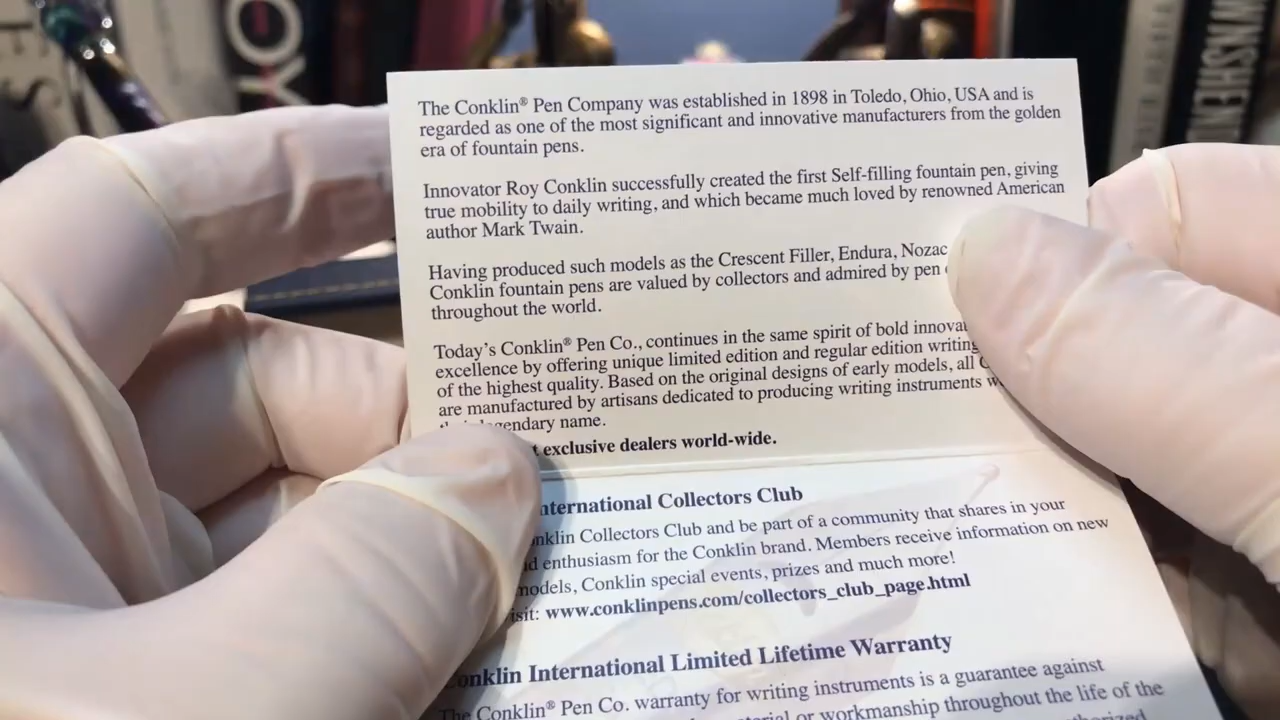 The Conklin® Pen Company was established in 1898 in Toledo, Ohio, USA and is
regarded as one of the most significant and innovative manufacturers from the golden
era of fountain pens.
Innovator Roy Conklin successfully created the first Self-filling fountain pen, giving
true mobility to daily writing, and which became much loved by renowned American
author Mark Twain.
Having produced such models as the Crescent Filler, Endura, Nozac
Conklin fountain pens are valued by collectors and admired by pen
throughout the world.
Today's Conklin® Pen Co., continues in the same spirit of bold
excellence by offering unique limited edition and regular edition writing
of the highest quality. Based on the original designs of early models, all
are manufactured by artisans dedicated to producing writing instruments
name.
exclusive dealers world-wide.
Collectors Club
Collectors Club and be part of a community that shares in your
enthusiasm for the Conklin brand. Members receive information on new
models, Conklin special events, prizes and much more!
www.conklinpens.com/collectors_club_page.html
Conklin International Limited Lifetime Warranty
The Conklin® Pen Co. warranty for writing instruments is a guarantee against
or workmanship throughout the life of the